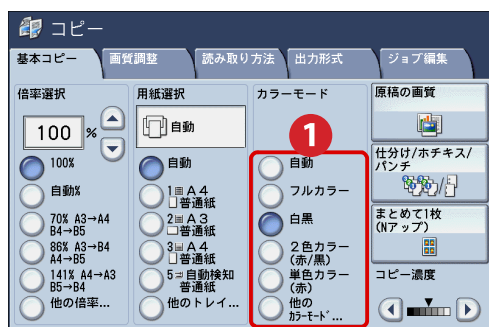 コピー
基本コピー
画質調整
読み取り方法
出力形式
ジョブ編集
倍率選択
100 %
100%
自動%
70% A3→A4
B4→B5
86% A3→B4
A4→B5
141% A4→A3
B5→B4
他の倍率...
用紙選択
自動
自動
1 A4
普通紙
2 A3
普通紙
3 A4
普通紙
5 自動検知
普通紙
他のトレイ...
カラーモード
1
自動
フルカラー
白黒
2色カラー
(赤/黒)
単色カラー
(赤)
他の
カラーモード...
原稿の画質
仕分け/ホチキス/
パンチ
まとめて1枚
(Nアップ)
コピー濃度